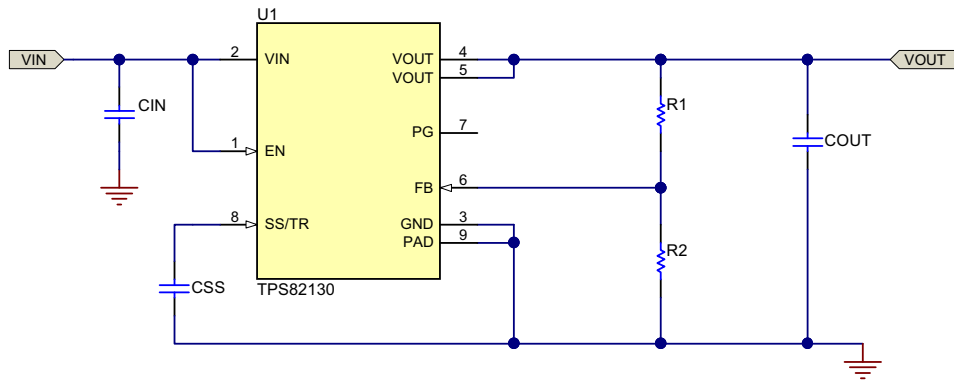 U1
VIN
2
VIN
VOUT
4
VOUT
5
VOUT
CIN
R1
PG
7
COUT
1
EN
FB
6
8
SS/TR
GND
3
PAD
9
R2
CSS
TPS82130